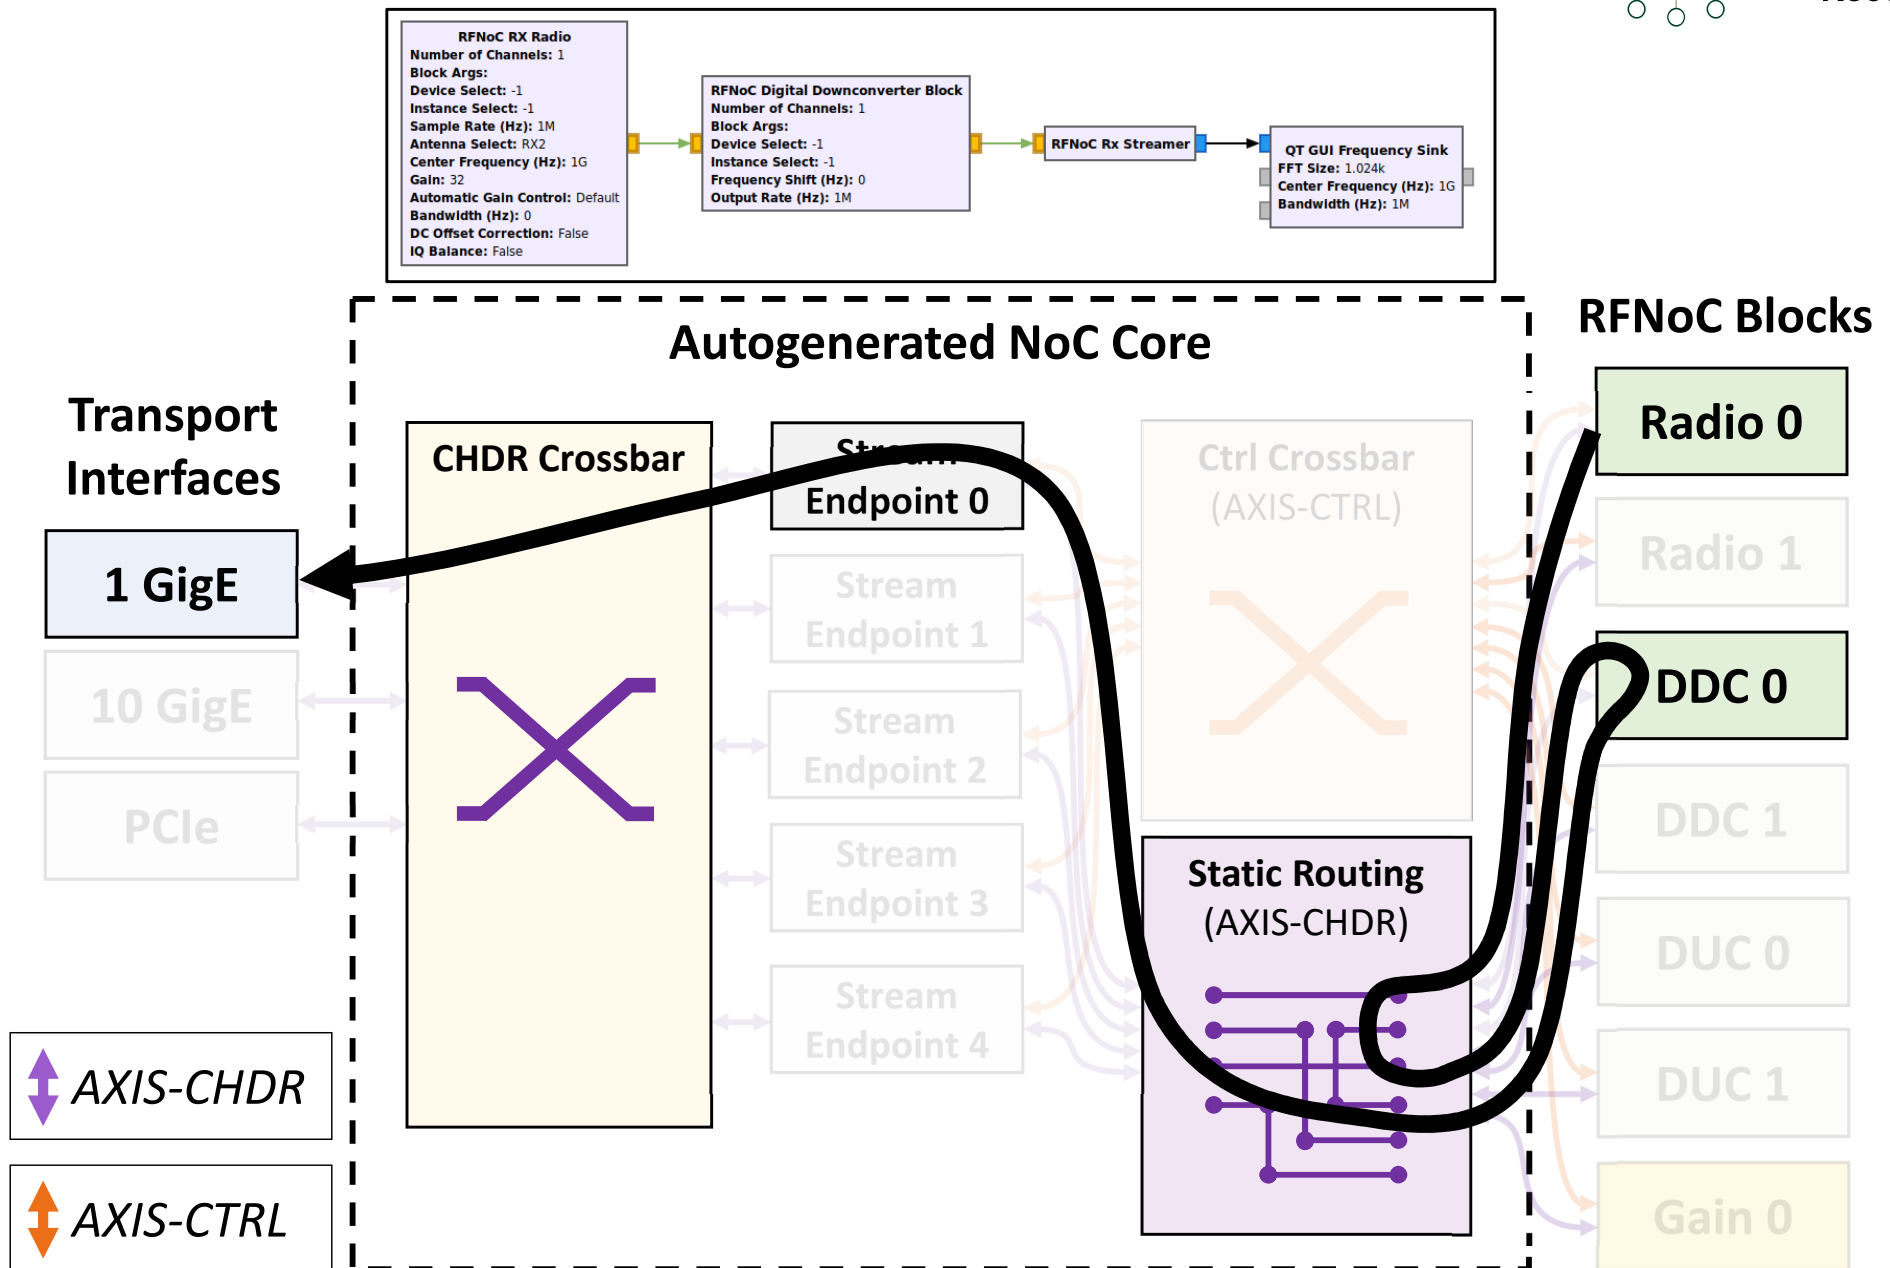 RFNoC RX Radio
Number of Channels: 1
Block Args:
Device Select: -1
Instance Select: -1
Sample Rate (Hz): 1M
Antenna Select: RX2
Center Frequency (Hz): 1G
Gain: 32
Automatic Gain Control: Default
Bandwidth (Hz): 0
DC Offset Correction: False
IQ Balance: False
RFNoC Digital Downconverter Block
Number of Channels: 1
Block Args:
Device Select: -1
Instance Select: -1
Frequency Shift (Hz): 0
Output Rate (Hz): 1M
RFNoC Rx Streamer
QT GUI Frequency Sink
FFT Size: 1.024k
Center Frequency (Hz): 1G
Bandwidth (Hz): 1M
Autogenerated NoC Core
RFNoC Blocks
Transport
Interfaces
1 GigE
10 GigE
PCIe
CHDR Crossbar
Stream
Endpoint 0
Stream
Endpoint 1
Stream
Endpoint 2
Stream
Endpoint 3
Stream
Endpoint 4
Ctrl Crossbar
(AXIS-CTRL)
Static Routing
(AXIS-CHDR)
Radio 0
Radio 1
DDC 0
DDC 1
DUC 0
DUC 1
Gain 0
AXIS-CHDR
AXIS-CTRL